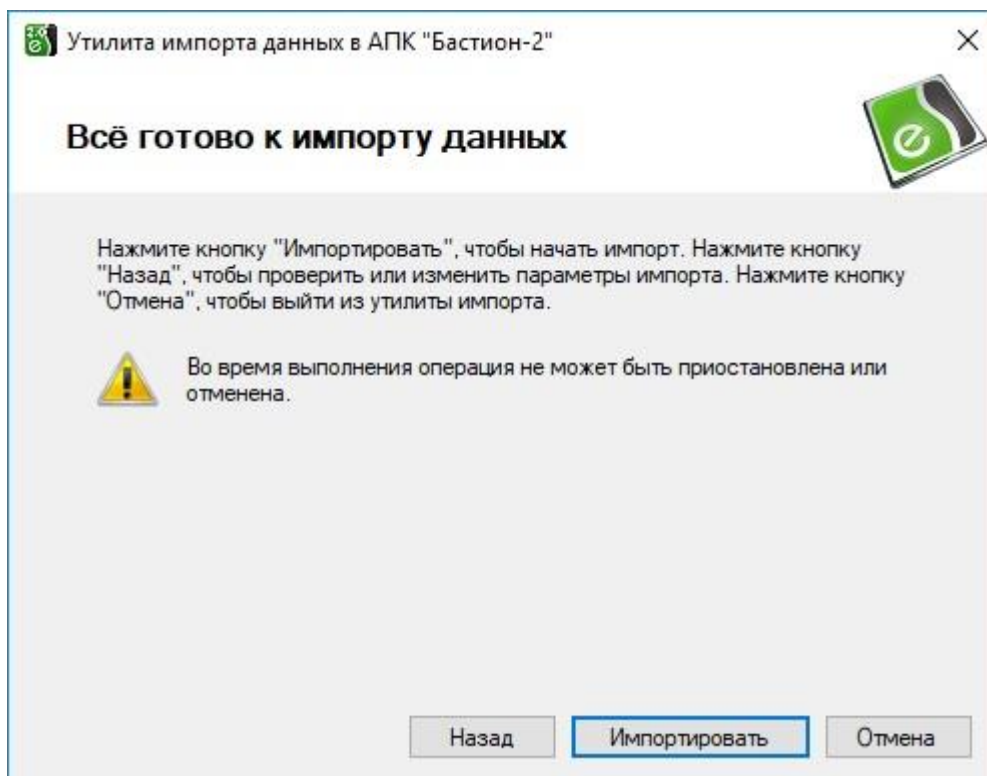 Утилита импорта данных в АПК "Бастион-2"
Всё готово к импорту данных
Нажмите кнопку "Импортировать", чтобы начать импорт. Нажмите кнопку
"Назад", чтобы проверить или изменить параметры импорта. Нажмите кнопку
"Отмена", чтобы выйти из утилиты импорта.
Во время выполнения операция не может быть приостановлена или
отменена.
Назад
Импортировать
Отмена